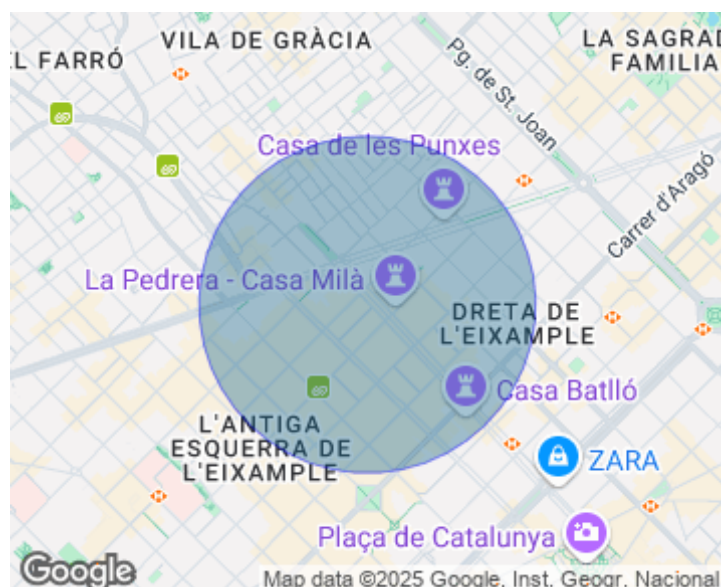 VILA DE GRÀCIA
LA SAGRAD
FAMILIA
EL FARRÓ
Pg. de St. Joan
Casa de les Punxes
Carrer d'Aragó
La Pedrera - Casa Milà
DRETA DE
L'EIXAMPLE
Casa Batlló
L'ANTIGA
ESQUERRA DE
L'EIXAMPLE
ZARA
Plaça de Catalunya
Google
Map data ©2025 Google, Inst. Geogr. Nacional